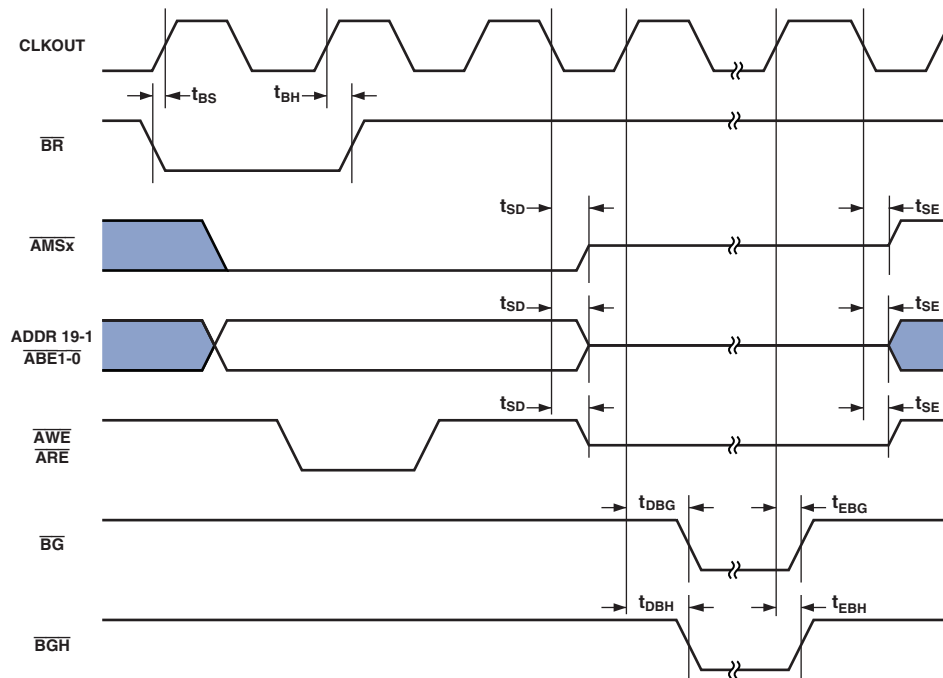 CLKOUT
tBS
tBH
BR
tSD
tSE
AMSx
tSD
tSE
ADDR 19-1
ABE1-0
tSD
tSE
AWE
ARE
tDBG
tEBG
BG
tDBH
tEBH
BGH